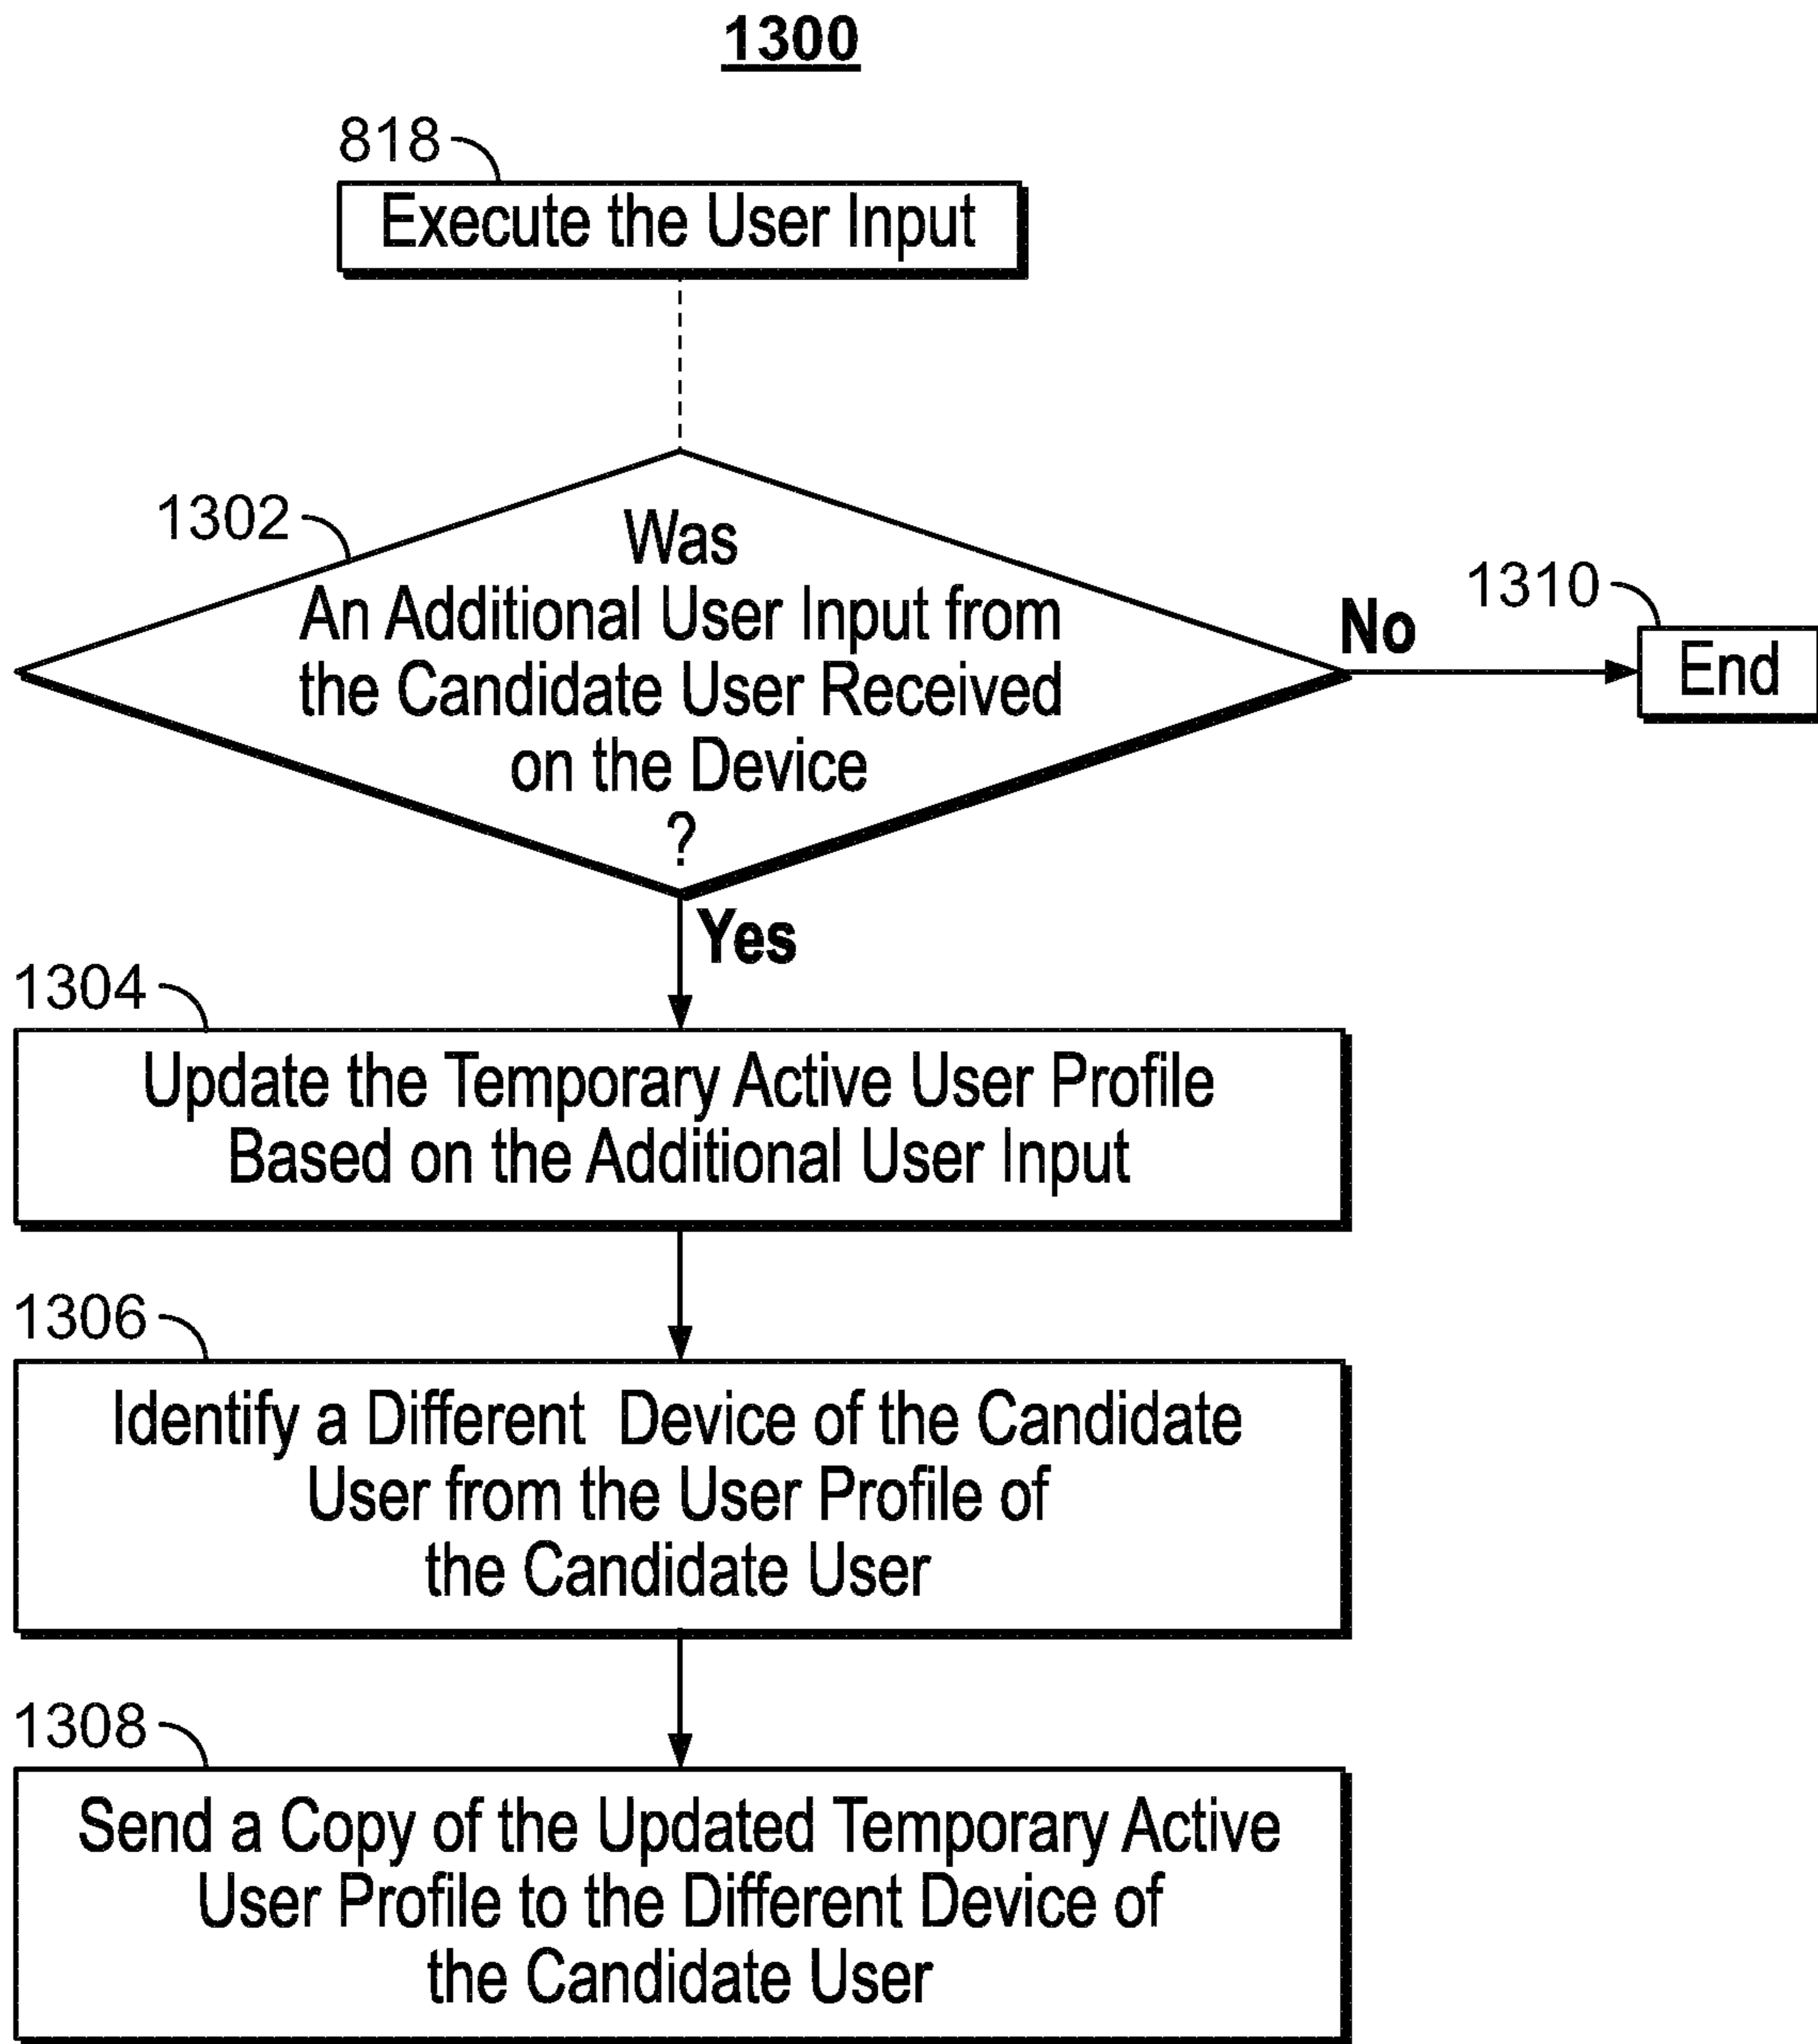 1300
818
Execute the User Input
1302
Was
An Additional User Input from
the Candidate User Received
on the Device
?
No
1310
End
Yes
1304
Update the Temporary Active User Profile
Based on the Additional User Input
1306
Identify a Different Device of the Candidate
User from the User Profile of
the Candidate User
1308
Send a Copy of the Updated Temporary Active
User Profile to the Different Device of
the Candidate User